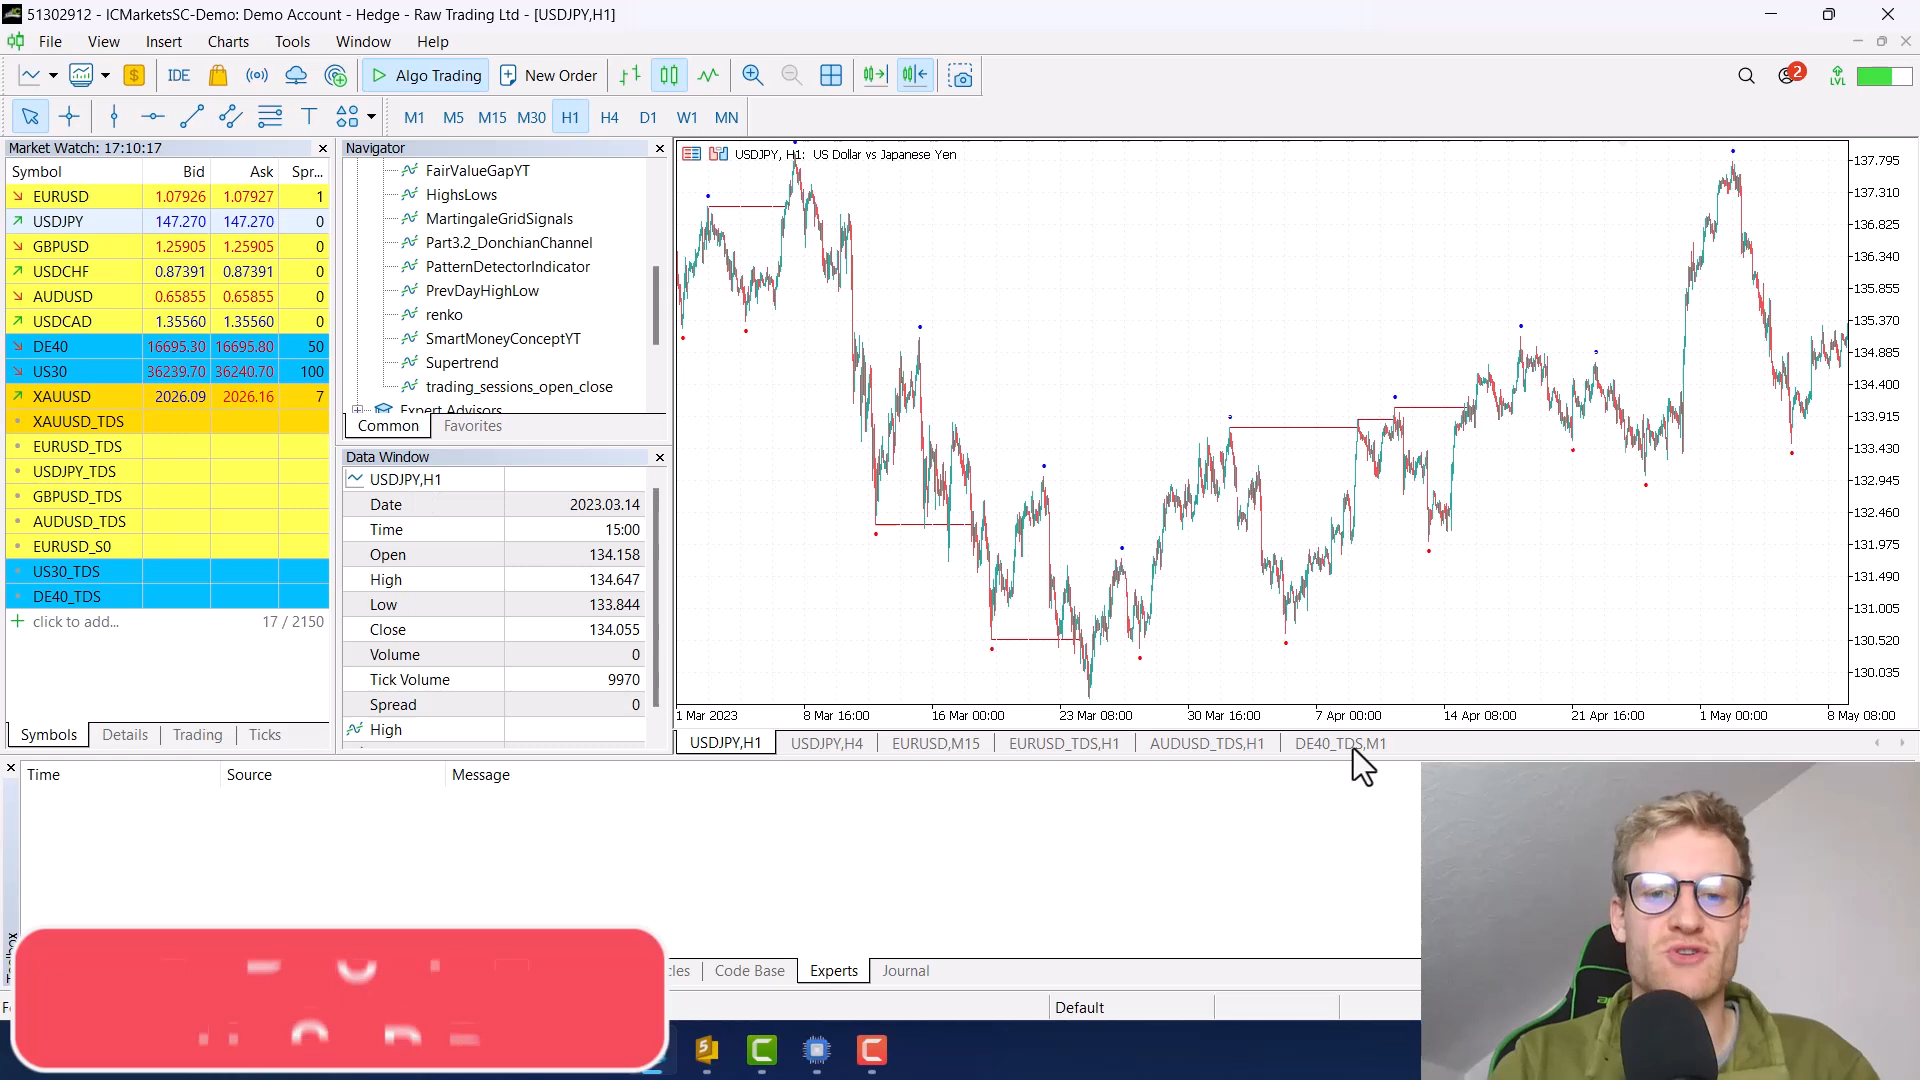 51302912 - ICMarketsSC-Demo: Demo Account - Hedge - Raw Trading Ltd - [USDJPY,H1]
File View Insert Charts Tools Window Help
IDE Algo Trading New Order 2 LVL
M1 M5 M15 M30 H1 H4 D1 W1 MN
Market Watch: 17:10:17
Symbol Bid Ask Spr...
EURUSD 1.07926 1.07927 1
USDJPY 147.270 147.270 0
GBPUSD 1.25905 1.25905 0
USDCHF 0.87391 0.87391 0
AUDUSD 0.65855 0.65855 0
USDCAD 1.35560 1.35560 0
DE40 16695.30 16695.80 50
US30 36239.70 36240.70 100
XAUUSD 2026.09 2026.16 7
XAUUSD_TDS
EURUSD_TDS
USDJPY_TDS
GBPUSD_TDS
AUDUSD_TDS
EURUSD_S0
US30_TDS
DE40_TDS
click to add... 17 / 2150
Symbols Details Trading Ticks
Navigator
FairValueGapYT
HighsLows
MartingaleGridSignals
Part3.2_DonchianChannel
PatternDetectorIndicator
PrevDayHighLow
renko
SmartMoneyConceptYT
Supertrend
trading_sessions_open_close
Expert Advisors
Common Favorites
Data Window
USDJPY,H1
Date 2023.03.14
Time 15:00
Open 134.158
High 134.647
Low 133.844
Close 134.055
Volume 0
Tick Volume 9970
Spread 0
High
USDJPY, H1: US Dollar vs Japanese Yen
137.795
137.310
136.825
136.340
135.855
135.370
134.885
134.400
133.915
133.430
132.945
132.460
131.975
131.490
131.005
130.520
130.035
1 Mar 2023 8 Mar 16:00 16 Mar 00:00 23 Mar 08:00 30 Mar 16:00 7 Apr 00:00 14 Apr 08:00 21 Apr 16:00 1 May 00:00 8 May 08:00
USDJPY,H1 USDJPY,H4 EURUSD,M15 EURUSD_TDS,H1 AUDUSD_TDS,H1 DE40_TDS,M1
Time Source Message
Code Base Experts Journal
Default